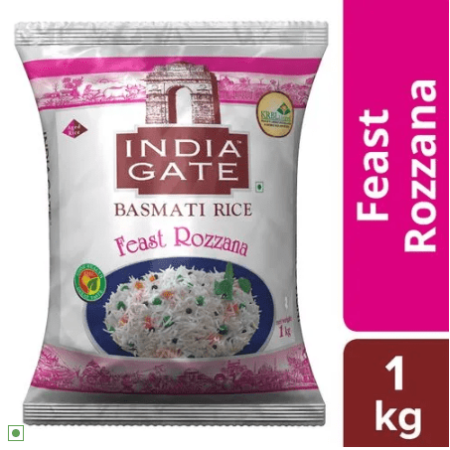 INDIA
GATE
BASMATI RICE
Feast Rozzana
1 kg
Feast
Rozzana
1
kg